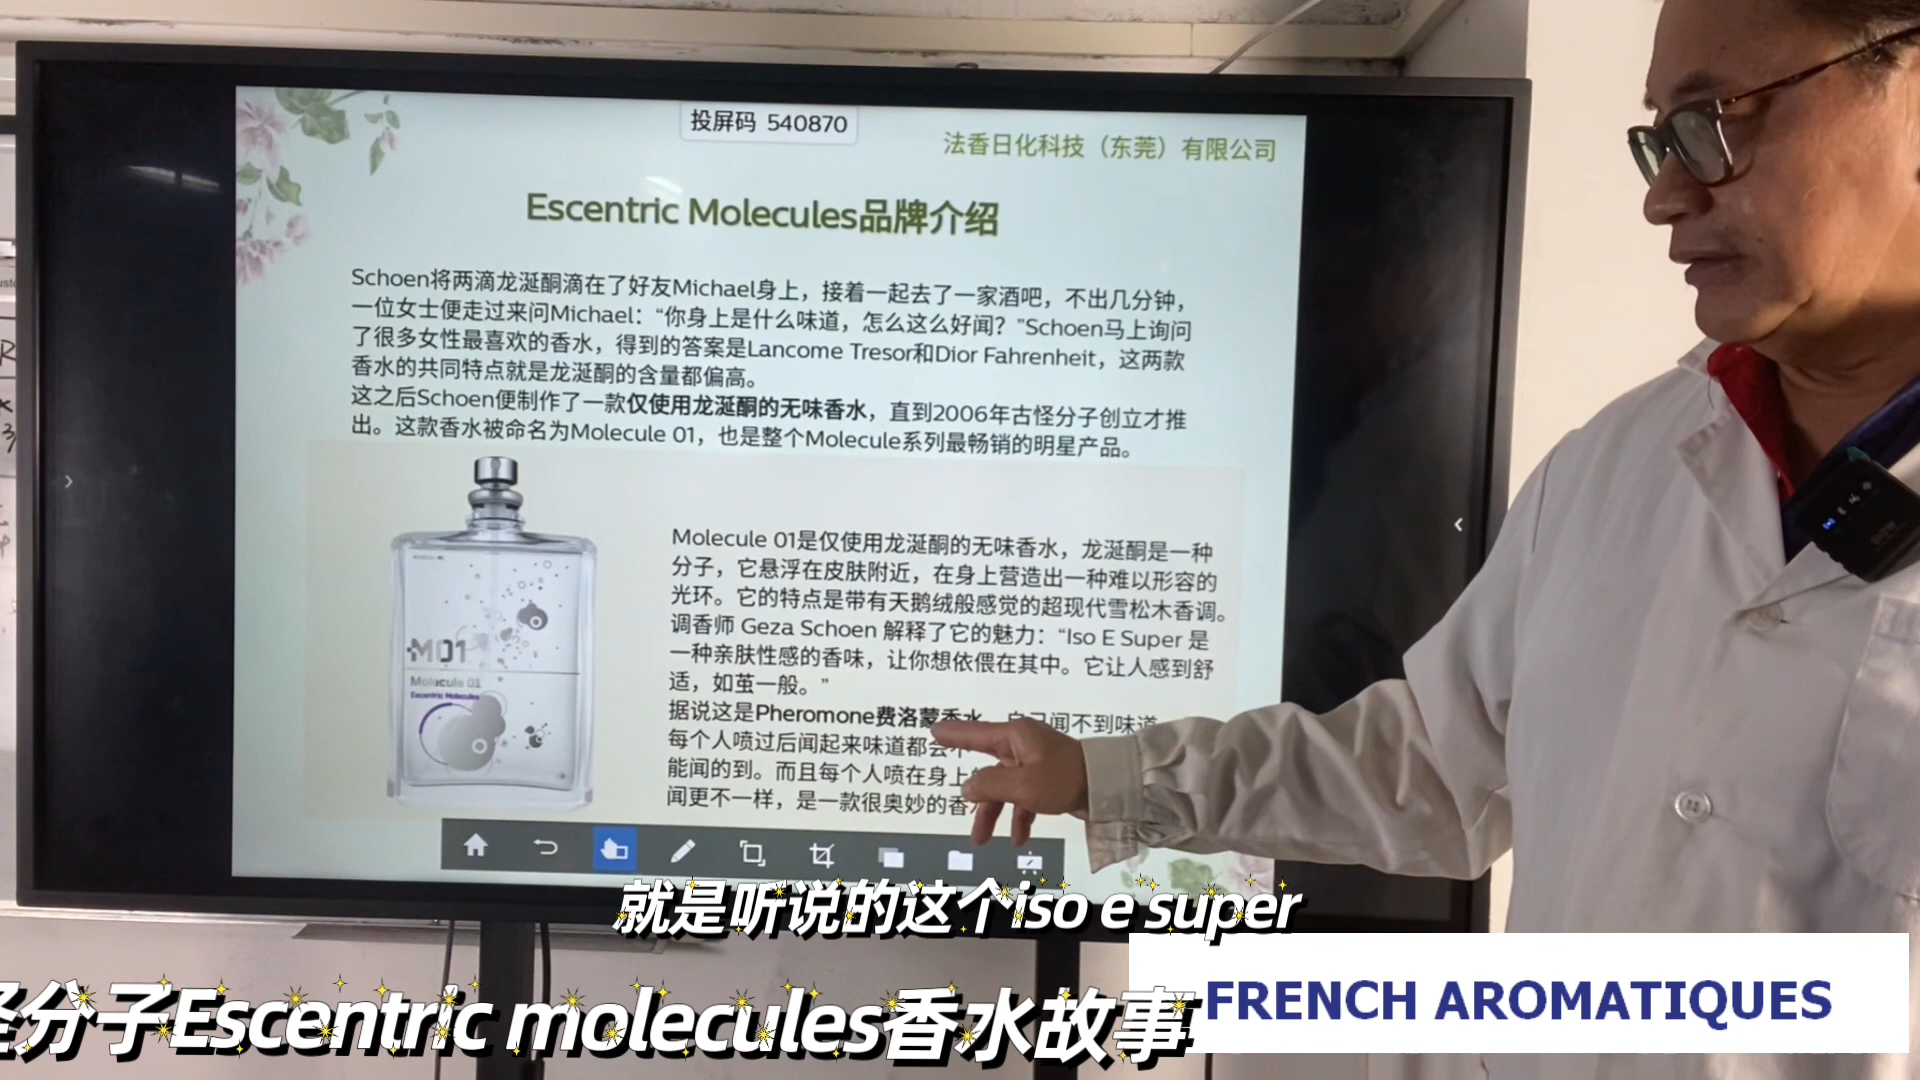 投屏码 540870
法香日化科技（东莞）有限公司
Escentric Molecules品牌介绍
Schoen将两滴龙涎酮滴在了好友Michael身上，接着一起去了一家酒吧，不出几分钟，
一位女士便走过来问Michael：“你身上是什么味道，怎么这么好闻？”Schoen马上询问
了很多女性最喜欢的香水，得到的答案是Lancome Tresor和Dior Fahrenheit，这两款
香水的共同特点就是龙涎酮的含量都偏高。
这之后Schoen便制作了一款仅使用龙涎酮的无味香水，直到2006年古怪分子创立才推
出。这款香水被命名为Molecule 01，也是整个Molecule系列最畅销的明星产品。
Molecule 01是仅使用龙涎酮的无味香水，龙涎酮是一种
分子，它悬浮在皮肤附近，在身上营造出一种难以形容的
光环。它的特点是带有天鹅绒般感觉的超现代雪松木香调。
调香师 Geza Schoen 解释了它的魅力：“Iso E Super 是
一种亲肤性感的香味，让你想依偎在其中。它让人感到舒
适，如茧一般。”
据说这是Pheromone费洛蒙香水，自己闻不到味道
每个人喷过后闻起来味道都会不
能闻的到。而且每个人喷在身上
闻更不一样，是一款很奥妙的香
M01
Molecule 01
Escentric Molecules
就是听说的这个iso e super
怪分子Escentric molecules香水故事
FRENCH AROMATIQUES